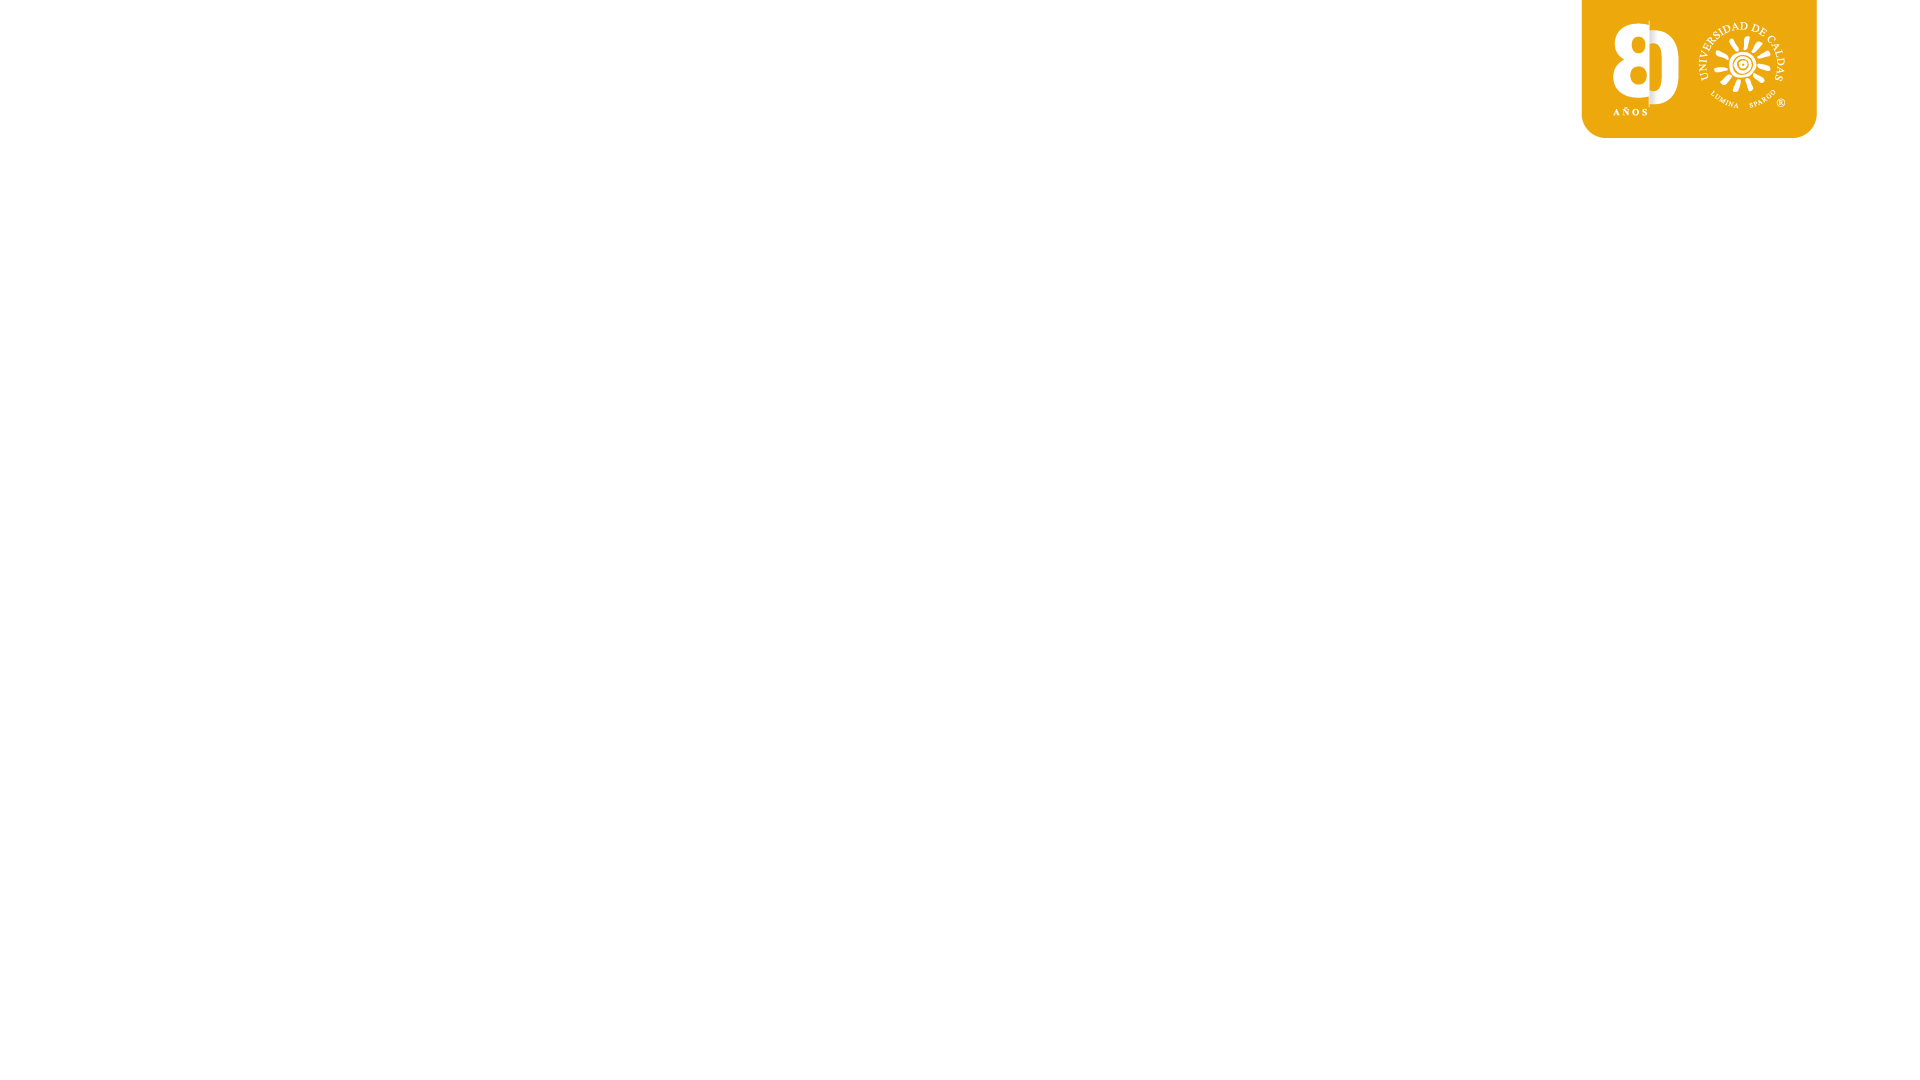 80
AÑOS
UNIVERSIDAD DE CALDAS
LUMINA SPARGO
®